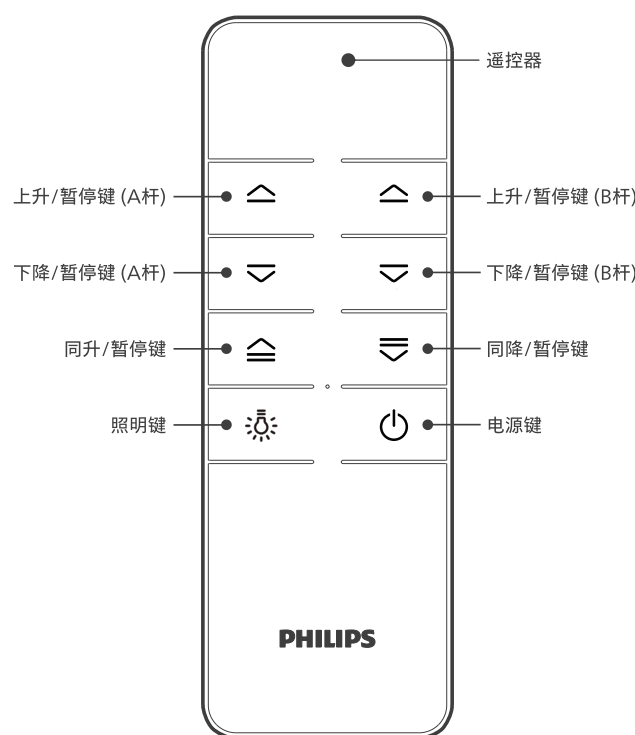 遥控器
上升/暂停键 (A杆)
上升/暂停键 (B杆)
下降/暂停键 (A杆)
下降/暂停键 (B杆)
同升/暂停键
同降/暂停键
照明键
电源键
PHILIPS